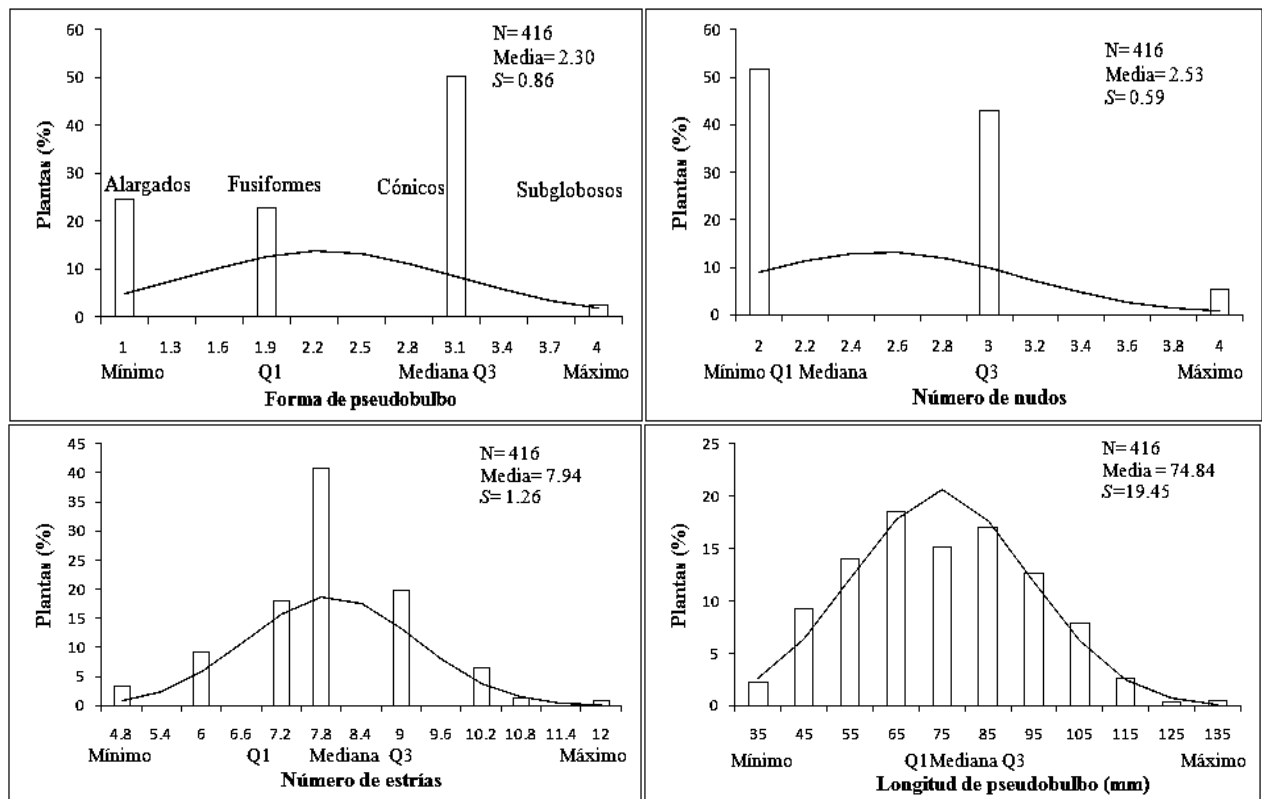 60
50
40
30
20
10
0
Plantas (%)
N= 416
Media= 2.30
S= 0.86
Alargados Fusiformes Cónicos Subglobosos
1 1.3 1.6 1.9 2.2 2.5 2.8 3.1 3.4 3.7 4
Mínimo Q1 Mediana Q3 Máximo
Forma de pseudobulbo
60
50
40
30
20
10
0
Plantas (%)
N= 416
Media= 2.53
S= 0.59
2 2.2 2.4 2.6 2.8 3 3.2 3.4 3.6 3.8 4
Mínimo Q1 Mediana Q3 Máximo
Número de nudos
45
40
35
30
25
20
15
10
5
0
Plantas (%)
N= 416
Media= 7.94
S= 1.26
4.8 5.4 6 6.6 7.2 7.8 8.4 9 9.6 10.2 10.8 11.4 12
Mínimo Q1 Mediana Q3 Máximo
Número de estrías
25
20
15
10
5
0
Plantas (%)
N= 416
Media = 74.84
S=19.45
35 45 55 65 75 85 95 105 115 125 135
Mínimo Q1 Mediana Q3 Máximo
Longitud de pseudobulbo (mm)